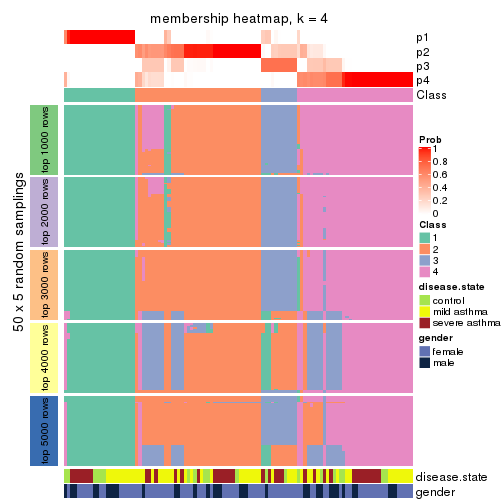 membership heatmap, k = 4
p1
p2
p3
p4
Class
50 x 5 random samplings
top 1000 rows
top 2000 rows
top 3000 rows
top 4000 rows
top 5000 rows
disease.state
gender
Prob
1
0.8
0.6
0.4
0.2
0
Class
1
2
3
4
disease.state
control
mild asthma
severe asthma
gender
female
male